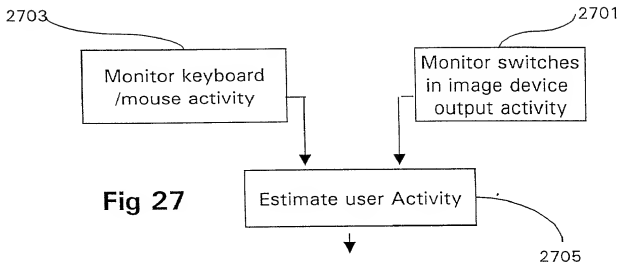 2703
2701
Monitor keyboard
/mouse activity
Monitor switches
in image device
output activity
Fig 27
Estimate user Activity
2705